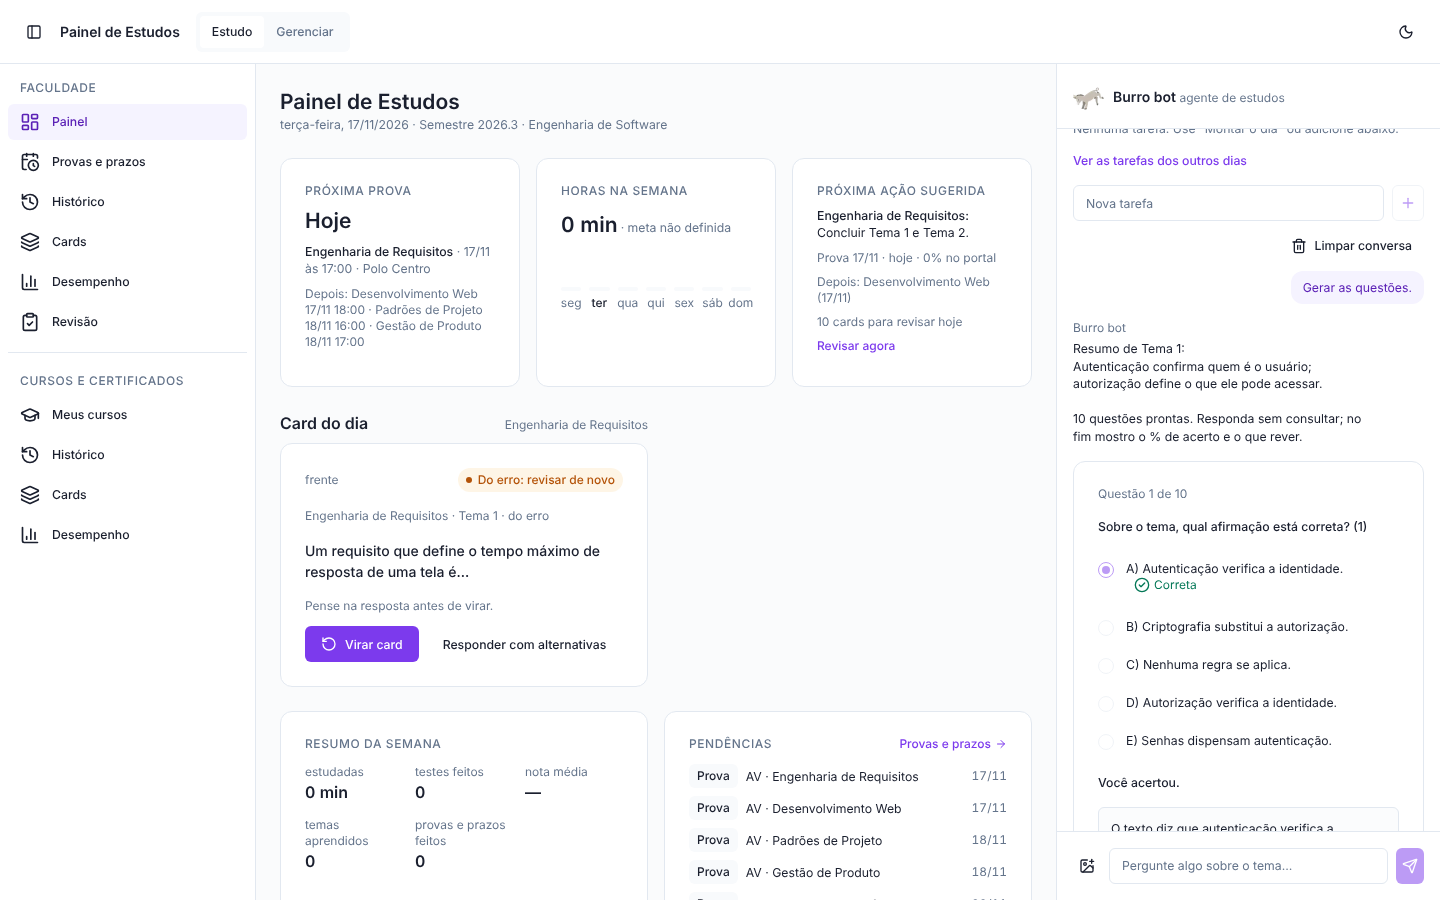 Painel de Estudos
Estudo
Gerenciar
FACULDADE
Painel
Provas e prazos
Histórico
Cards
Desempenho
Revisão
CURSOS E CERTIFICADOS
Meus cursos
Histórico
Cards
Desempenho
Painel de Estudos
terça-feira, 17/11/2026 · Semestre 2026.3 · Engenharia de Software
PRÓXIMA PROVA
Hoje
Engenharia de Requisitos · 17/11
às 17:00 · Polo Centro
Depois: Desenvolvimento Web
17/11 18:00 · Padrões de Projeto
18/11 16:00 · Gestão de Produto
18/11 17:00
HORAS NA SEMANA
0 min · meta não definida
seg ter qua qui sex sáb dom
PRÓXIMA AÇÃO SUGERIDA
Engenharia de Requisitos:
Concluir Tema 1 e Tema 2.
Prova 17/11 · hoje · 0% no portal
Depois: Desenvolvimento Web
(17/11)
10 cards para revisar hoje
Revisar agora
Card do dia
Engenharia de Requisitos
frente
Do erro: revisar de novo
Engenharia de Requisitos · Tema 1 · do erro
Um requisito que define o tempo máximo de
resposta de uma tela é...
Pense na resposta antes de virar.
Virar card
Responder com alternativas
RESUMO DA SEMANA
estudadas
0 min
testes feitos
0
nota média
—
temas
aprendidos
0
provas e prazos
feitos
0
PENDÊNCIAS
Provas e prazos →
Prova AV · Engenharia de Requisitos 17/11
Prova AV · Desenvolvimento Web 17/11
Prova AV · Padrões de Projeto 18/11
Prova AV · Gestão de Produto 18/11
Burro bot agente de estudos
Nenhuma tarefa. Use "Montar o dia" ou adicione abaixo.
Ver as tarefas dos outros dias
Nova tarefa
Limpar conversa
Gerar as questões.
Burro bot
Resumo de Tema 1:
Autenticação confirma quem é o usuário;
autorização define o que ele pode acessar.
10 questões prontas. Responda sem consultar; no
fim mostro o % de acerto e o que rever.
Questão 1 de 10
Sobre o tema, qual afirmação está correta? (1)
A) Autenticação verifica a identidade.
Correta
B) Criptografia substitui a autorização.
C) Nenhuma regra se aplica.
D) Autorização verifica a identidade.
E) Senhas dispensam autenticação.
Você acertou.
O texto diz que autenticação verifica a
Pergunte algo sobre o tema...